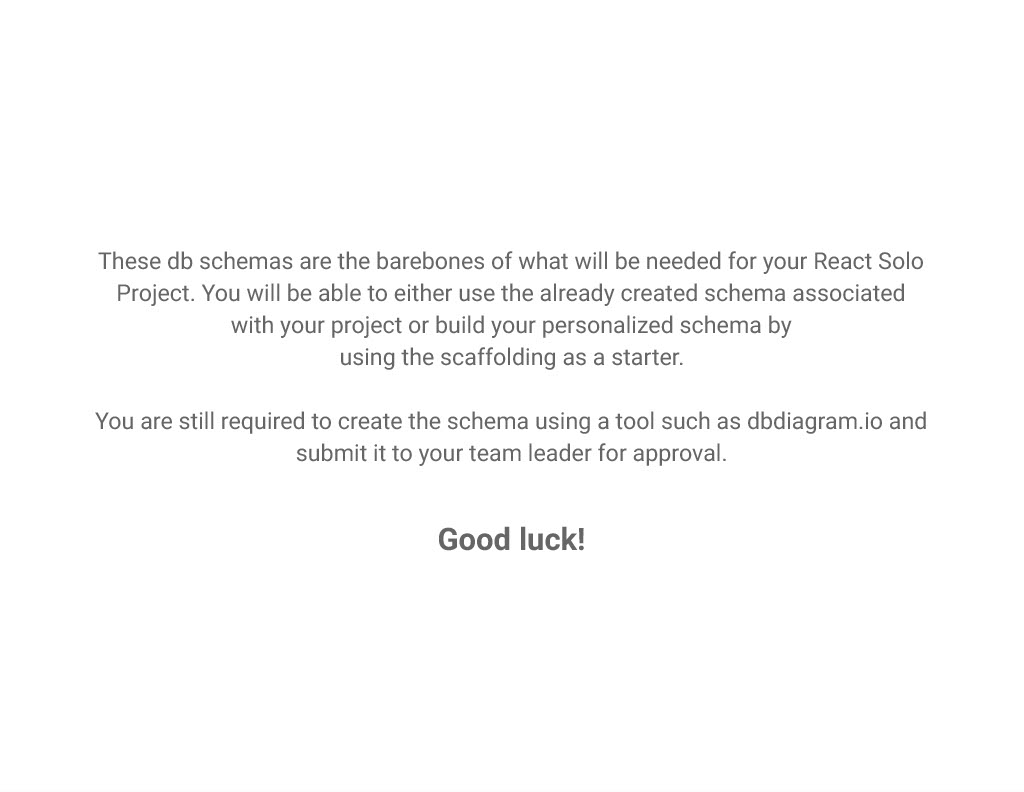 These db schemas are the barebones of what will be needed for your React Solo
Project. You will be able to either use the already created schema associated
with your project or build your personalized schema by
using the scaffolding as a starter.
You are still required to create the schema using a tool such as dbdiagram.io and
submit it to your team leader for approval.
Good luck!